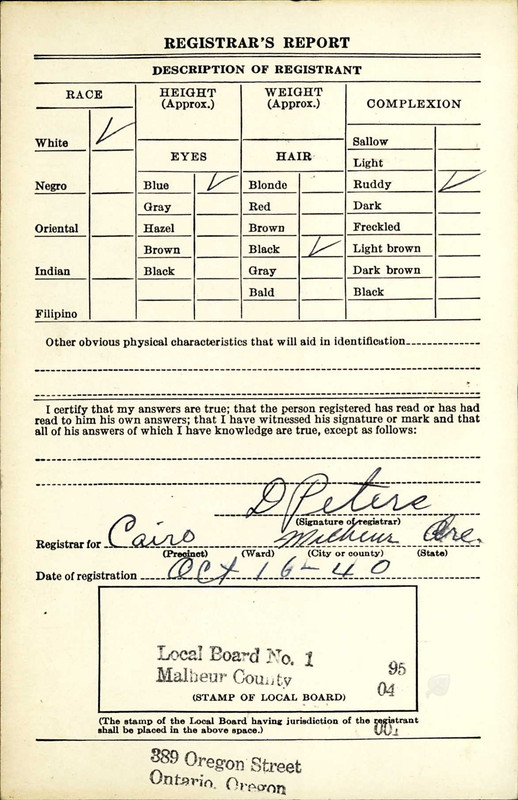 REGISTRAR'S REPORT
DESCRIPTION OF REGISTRANT
RACE
HEIGHT
(Approx.)
WEIGHT
(Approx.)
COMPLEXION
White ✓
Negro
Oriental
Indian
Filipino
EYES
Blue ✓
Gray
Hazel
Brown
Black
HAIR
Blonde
Red
Brown
Black ✓
Gray
Bald
Sallow
Light
Ruddy ✓
Dark
Freckled
Light brown
Dark brown
Black
Other obvious physical characteristics that will aid in identification
I certify that my answers are true; that the person registered has read or has had
read to him his own answers; that I have witnessed his signature or mark and that
all of his answers of which I have knowledge are true, except as follows:
D Peters
(Signature of registrar)
Registrar for Cairo Malheur Ore.
(Precinct) (Ward) (City or county) (State)
Date of registration Oct 16-40
Local Board No. 1 95
Malheur County 04
(STAMP OF LOCAL BOARD)
(The stamp of the Local Board having jurisdiction of the registrant
shall be placed in the above space.) 001
389 Oregon Street
Ontario, Oregon